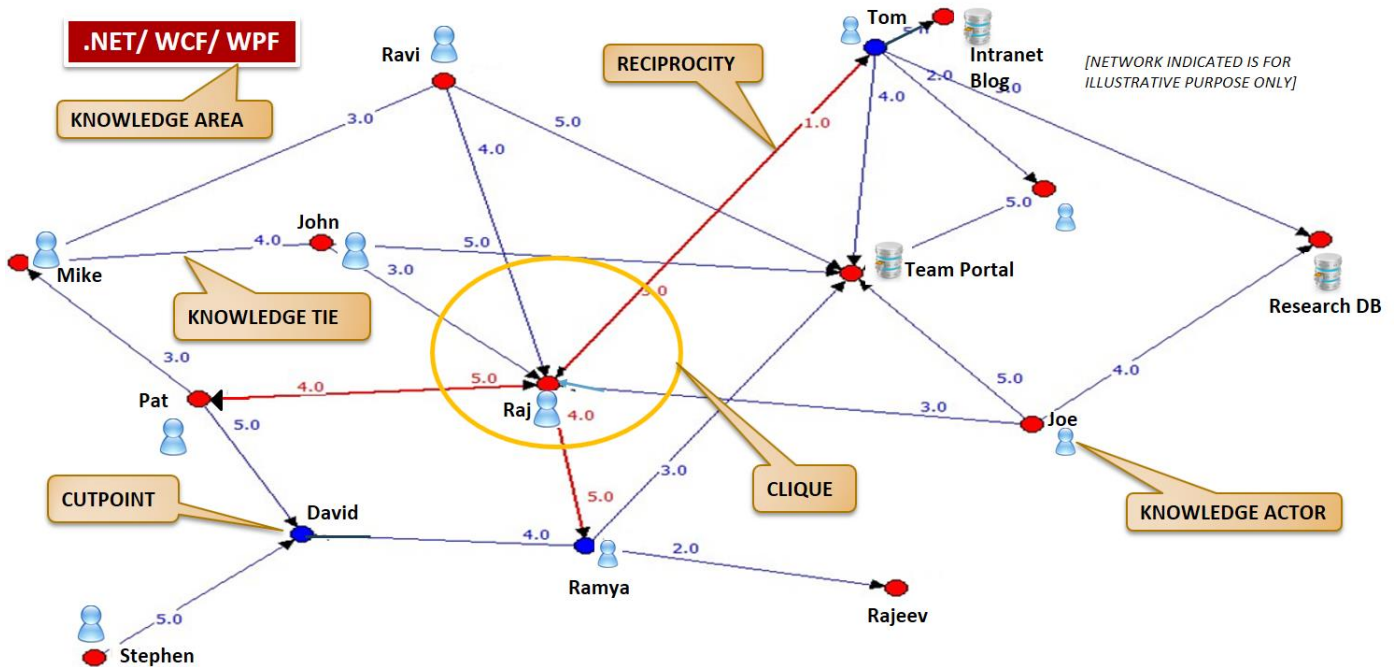 .NET/ WCF/ WPF
KNOWLEDGE AREA
Ravi
RECIPROCITY
Tom
Intranet
Blog
[NETWORK INDICATED IS FOR
ILLUSTRATIVE PURPOSE ONLY]
2.0
3.0
4.0
3.0
5.0
1.0
4.0
5.0
John
4.0
5.0
Mike
3.0
Team Portal
KNOWLEDGE TIE
3.0
Research DB
3.0
4.0
Pat
4.0
5.0
5.0
Raj
4.0
3.0
Joe
5.0
3.0
CLIQUE
CUTPOINT
David
5.0
KNOWLEDGE ACTOR
4.0
2.0
Ramya
Rajeev
5.0
Stephen